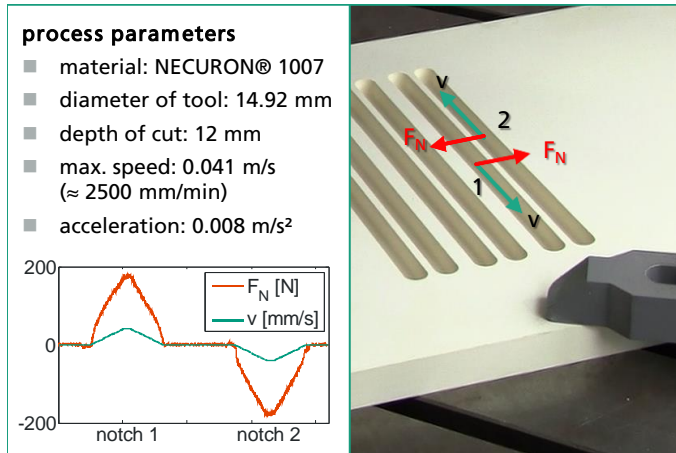 process parameters
material: NECURON® 1007
diameter of tool: 14.92 mm
depth of cut: 12 mm
max. speed: 0.041 m/s
(≈ 2500 mm/min)
acceleration: 0.008 m/s²
200
F_N [N]
v [mm/s]
0
-200
notch 1
notch 2
v
2
F_N
F_N
1
v